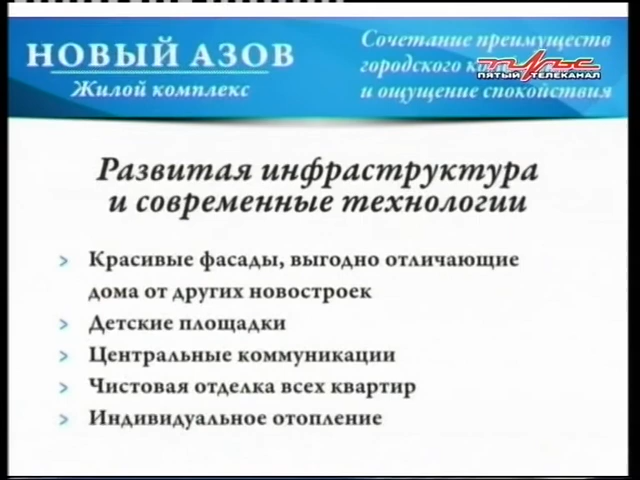 НОВЫЙ АЗОВ
Жилой комплекс
Сочетание преимуществ
городского
и ощущение спокойствия
ПУЛЬС
ПЯТЫЙ ТЕЛЕКАНАЛ
Развитая инфраструктура
и современные технологии
> Красивые фасады, выгодно отличающие
дома от других новостроек
> Детские площадки
> Центральные коммуникации
> Чистовая отделка всех квартир
> Индивидуальное отопление